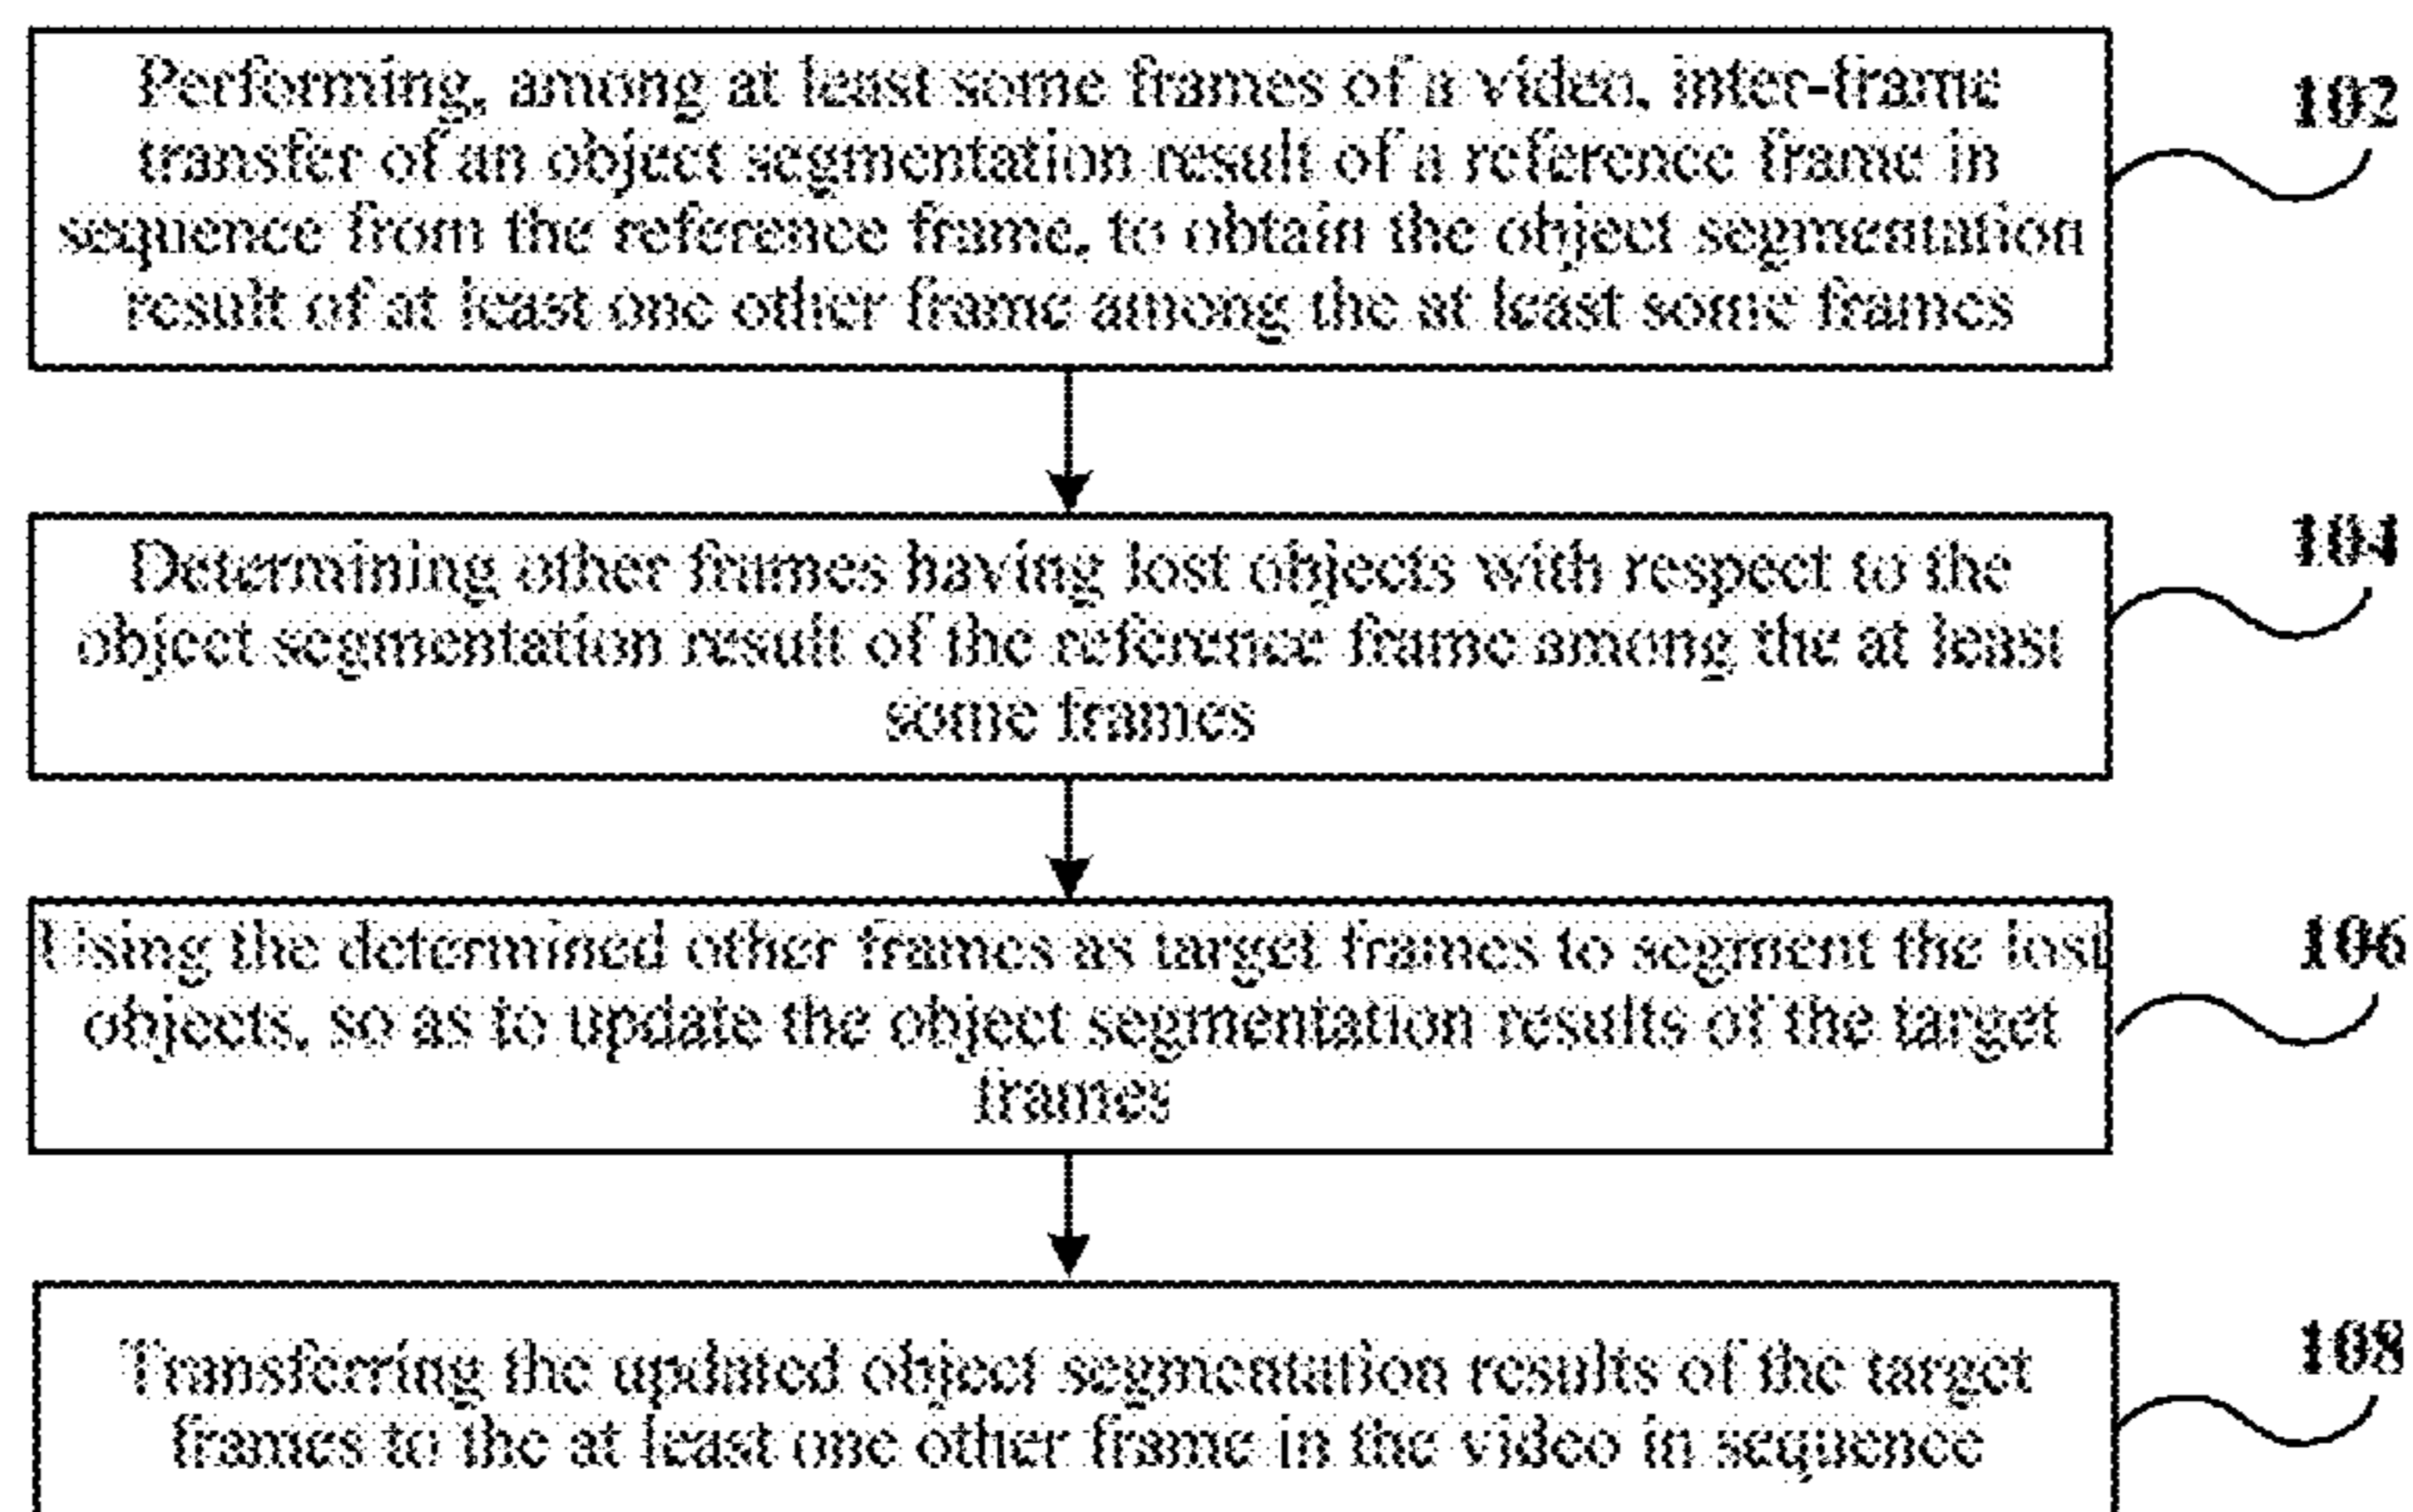 Performing, among at least some frames of a video, inter-frame
transfer of an object segmentation result of a reference frame in
sequence from the reference frame, to obtain the object segmentation
result of at least one other frame among the at least some frames
102
Determining other frames having lost objects with respect to the
object segmentation result of the reference frame among the at least
some frames
104
Using the determined other frames as target frames to segment the lost
objects, so as to update the object segmentation results of the target
frames
106
Transferring the updated object segmentation results of the target
frames to the at least one other frame in the video in sequence
108